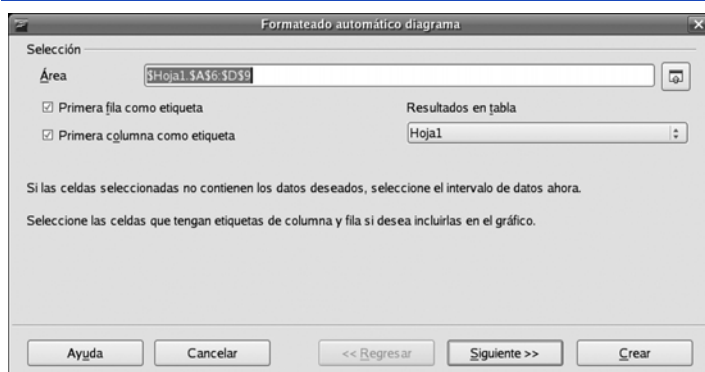 Formateado automático diagrama
Selección
Área $Hoja1.$A$6:$D$9
Primera fila como etiqueta
Resultados en tabla
Primera columna como etiqueta
Hoja1
Si las celdas seleccionadas no contienen los datos deseados, seleccione el intervalo de datos ahora.
Seleccione las celdas que tengan etiquetas de columna y fila si desea incluirlas en el gráfico.
Ayuda Cancelar << Regresar Siguiente >> Crear